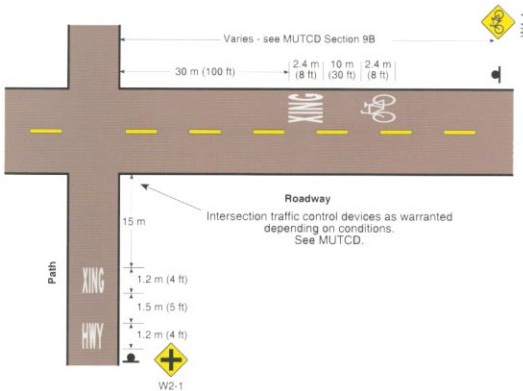 Varies - see MUTCD Section 9B
30 m (100 ft)
2.4 m
(8 ft)
10 m
(30 ft)
2.4 m
(8 ft)
XING
Roadway
Intersection traffic control devices as warranted
depending on conditions.
See MUTCD.
15 m
Path
XING
1.2 m (4 ft)
1.5 m (5 ft)
HWY
1.2 m (4 ft)
W2-1